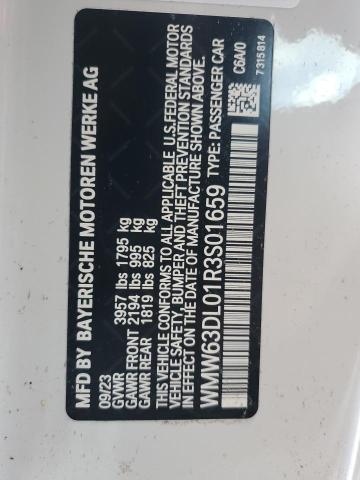 MFD BY BAYERISCHE MOTOREN WERKE AG
09/23
GVWR 3957 lbs 1795 kg
GAWR FRONT 2194 lbs 995 kg
GAWR REAR 1819 lbs 825 kg
THIS VEHICLE CONFORMS TO ALL APPLICABLE U.S. FEDERAL MOTOR
VEHICLE SAFETY, BUMPER AND THEFT PREVENTION STANDARDS
IN EFFECT ON THE DATE OF MANUFACTURE SHOWN ABOVE.
WMW63DL01R3S01659 TYPE: PASSENGER CAR
C6A/0
7315814